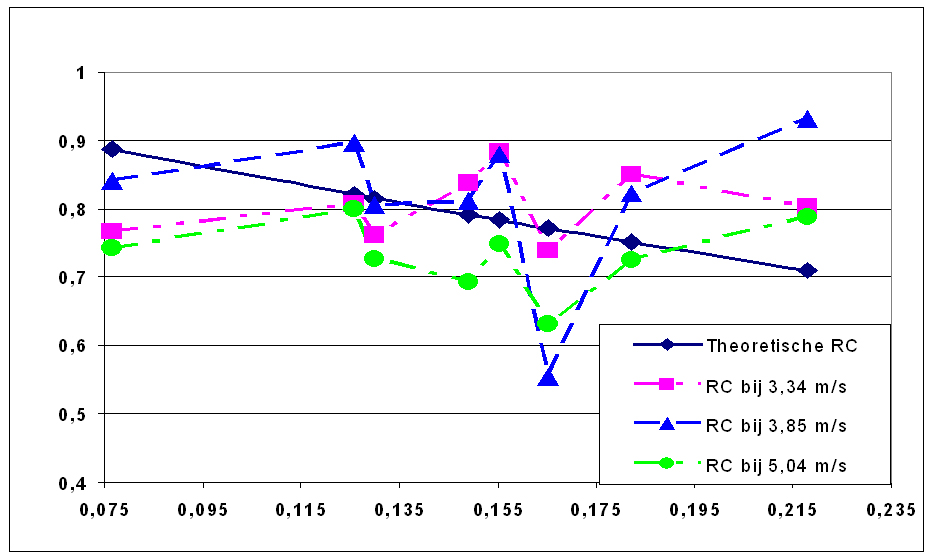 1
0,9
0,8
0,7
0,6
0,5
0,4
0,075 0,095 0,115 0,135 0,155 0,175 0,195 0,215 0,235
Theoretische RC
RC bij 3,34 m/s
RC bij 3,85 m/s
RC bij 5,04 m/s